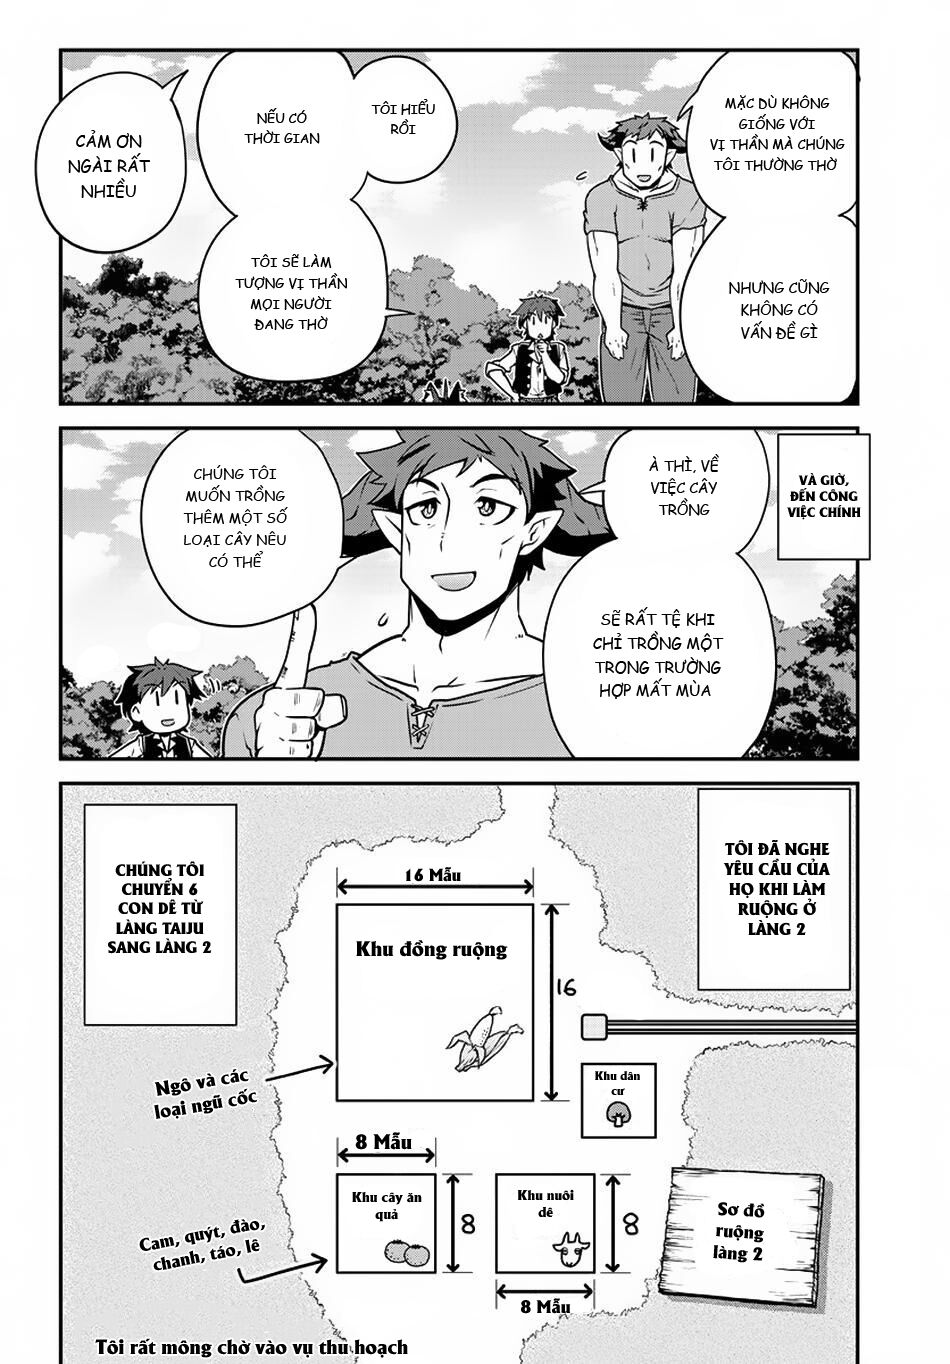 MẶC DÙ KHÔNG
GIỐNG VỚI
VỊ THẦN MÀ CHÚNG
TÔI THƯỜNG THỜ
NHƯNG CŨNG
KHÔNG CÓ
VẤN ĐỀ GÌ
TÔI HIỂU
RỒI
NẾU CÓ
THỜI GIAN
TÔI SẼ LÀM
TƯỢNG VỊ THẦN
MỌI NGƯỜI
ĐANG THỜ
CẢM ƠN
NGÀI RẤT
NHIỀU
VÀ GIỜ,
ĐẾN CÔNG
VIỆC CHÍNH
À THÌ, VỀ
VIỆC CÂY
TRỒNG
SẼ RẤT TỆ KHI
CHỈ TRỒNG MỘT
TRONG TRƯỜNG
HỢP MẤT MÙA
CHÚNG TÔI
MUỐN TRỒNG
THÊM MỘT SỐ
LOẠI CÂY NÊU
CÓ THỂ
TÔI ĐÃ NGHE
YÊU CẦU CỦA
HỌ KHI LÀM
RUỘNG Ở
LÀNG 2
CHÚNG TÔI
CHUYỂN 6
CON DÊ TỪ
LÀNG TAIJU
SANG LÀNG 2
16 Mẫu
Khu đồng ruộng
16
Ngô và các
loại ngũ cốc
Khu dân
cư
8 Mẫu
Khu cây ăn
quả
8
Khu nuôi
dê
8
8 Mẫu
Cam, quýt, đào,
chanh, táo, lê
Sơ đồ
ruộng
làng 2
Tôi rất mông chờ vào vụ thu hoạch